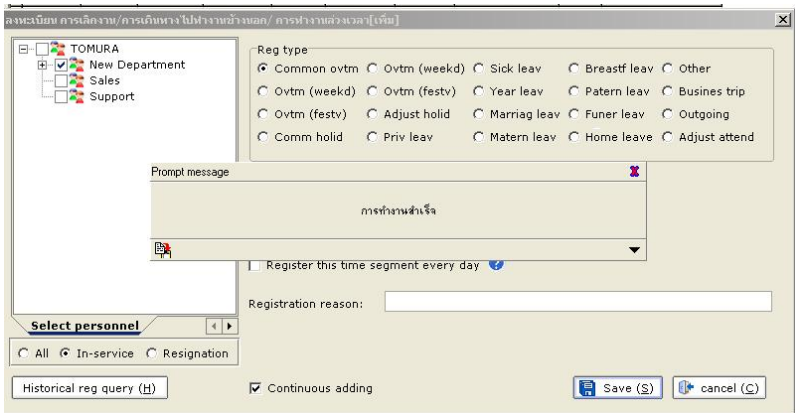 ลงทะเบียน การเลิกงาน/การเดินทางไปทำงานข้างนอก/ การทำงานล่วงเวลา[เพิ่ม]
TOMURA
New Department
Sales
Support
Select personnel
All In-service Resignation
Historical reg query (H)
Reg type
Common ovtm Ovtm (weekd) Sick leav Breastf leav Other
Ovtm (weekd) Ovtm (festv) Year leav Patern leav Busines trip
Ovtm (festv) Adjust holid Marriag leav Funer leav Outgoing
Comm holid Priv leav Matern leav Home leave Adjust attend
Prompt message
การทำงานสำเร็จ
Register this time segment every day
Registration reason:
Continuous adding
Save (S) cancel (C)